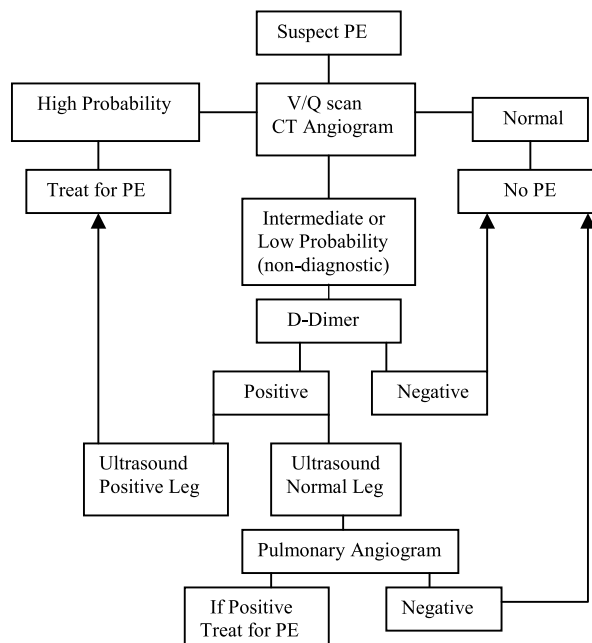 Suspect PE
High Probability
V/Q scan
CT Angiogram
Normal
Treat for PE
No PE
Intermediate or
Low Probability
(non-diagnostic)
D-Dimer
Positive
Negative
Ultrasound
Positive Leg
Ultrasound
Normal Leg
Pulmonary Angiogram
If Positive
Treat for PE
Negative